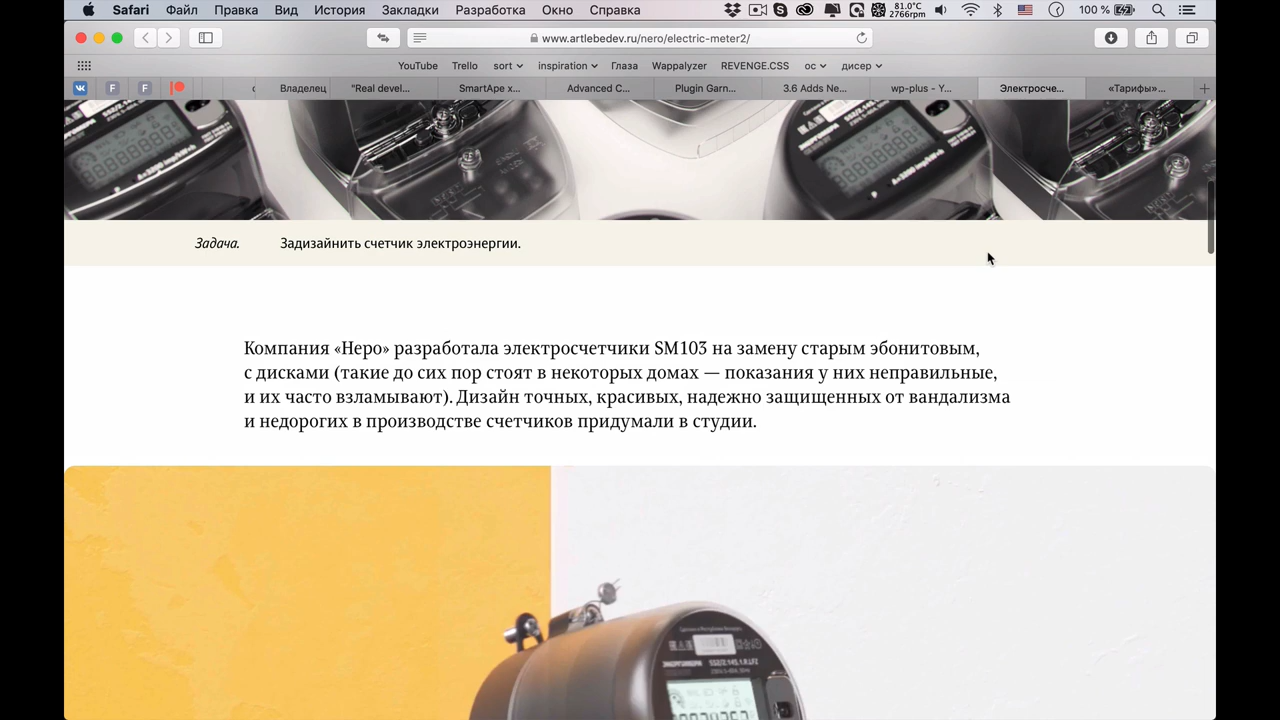 Safari Файл Правка Вид История Закладки Разработка Окно Справка 81.0°C 2766rpm 100 %
www.artlebedev.ru/nero/electric-meter2/
YouTube Trello sort inspiration Глаза Wappalyzer REVENGE.CSS ос дисер
Владелец "Real devel... SmartApe x... Advanced C... Plugin Garn... 3.6 Adds Ne... wp-plus - Y... Электросче... «Тарифы»...
Задача. Задизайнить счетчик электроэнергии.
Компания «Неро» разработала электросчетчики SM103 на замену старым эбонитовым,
с дисками (такие до сих пор стоят в некоторых домах — показания у них неправильные,
и их часто взламывают). Дизайн точных, красивых, надежно защищенных от вандализма
и недорогих в производстве счетчиков придумали в студии.